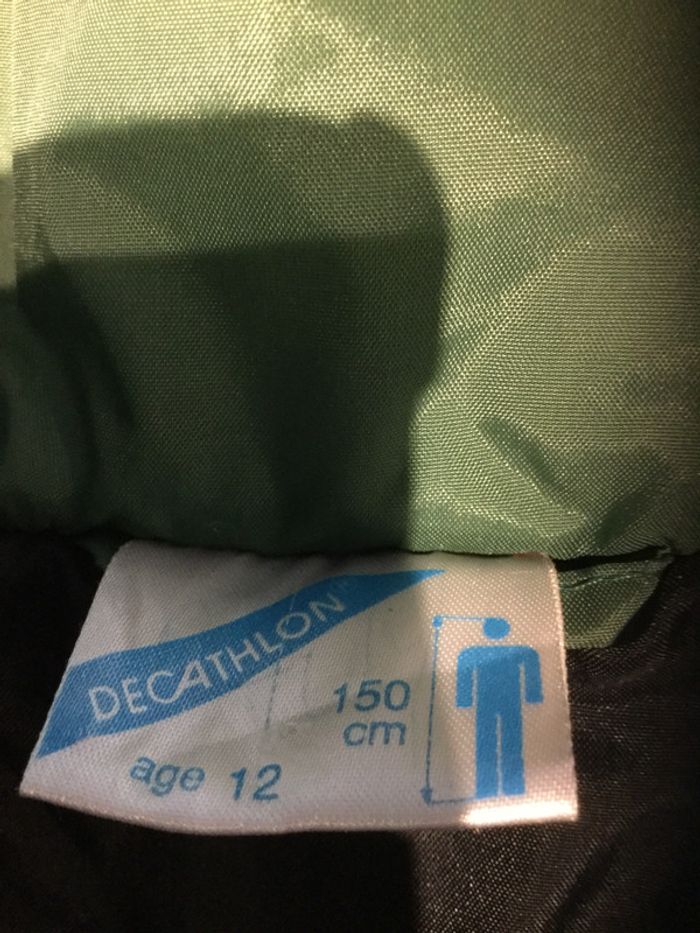 DECATHLON
150
cm
age 12